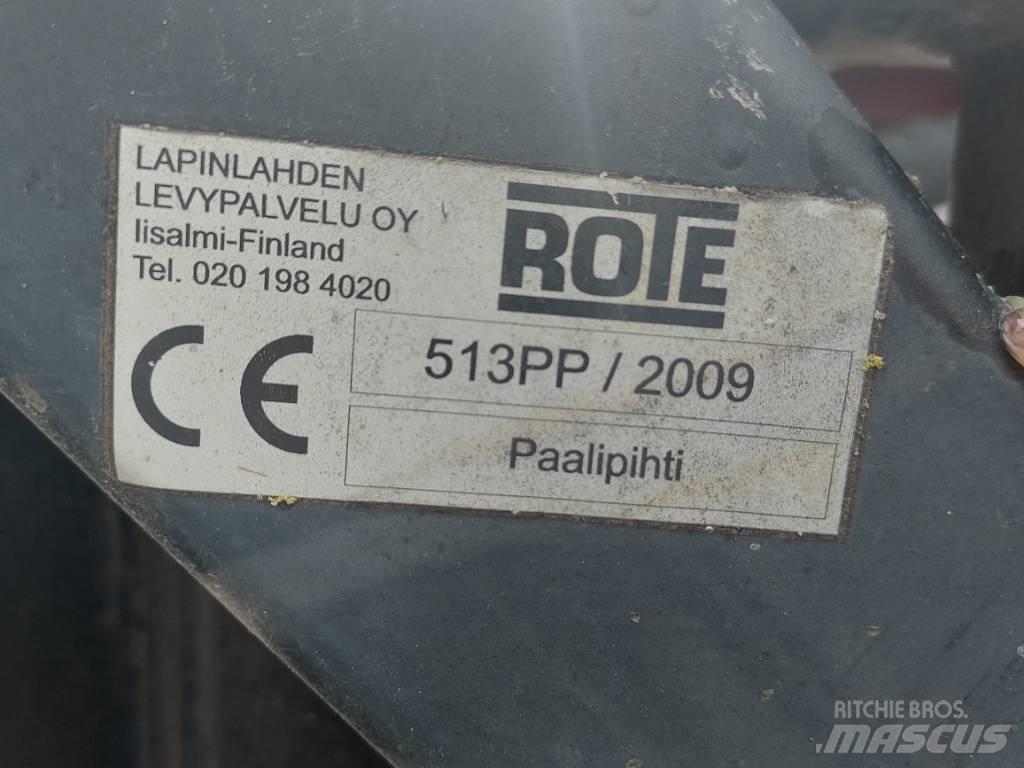 LAPINLAHDEN
LEVYPALVELU OY
Iisalmi-Finland
Tel. 020 198 4020
ROTE
CE
513PP / 2009
Paalipihti
RITCHIE BROS.
MASCUS